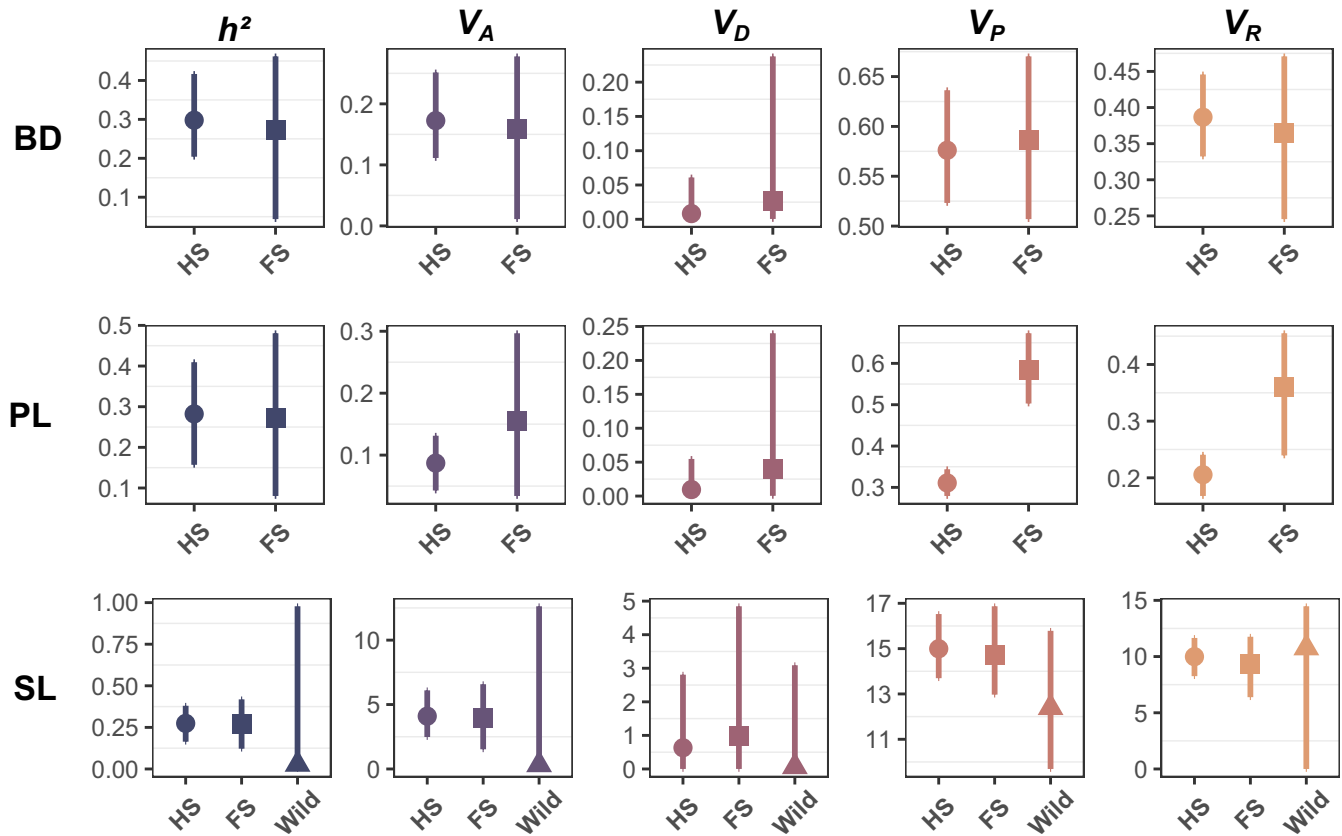 h² V_A V_D V_P V_R
BD
0.4 0.3 0.2 0.1
HS FS
0.2 0.1 0.0
HS FS
0.20 0.15 0.10 0.05 0.00
HS FS
0.65 0.60 0.55 0.50
HS FS
0.45 0.40 0.35 0.30 0.25
HS FS
PL
0.5 0.4 0.3 0.2 0.1
HS FS
0.3 0.2 0.1
HS FS
0.25 0.20 0.15 0.10 0.05 0.00
HS FS
0.6 0.5 0.4 0.3
HS FS
0.4 0.3 0.2
HS FS
SL
1.00 0.75 0.50 0.25 0.00
HS FS Wild
10 5 0
HS FS Wild
5 4 3 2 1 0
HS FS Wild
17 15 13 11
HS FS Wild
15 10 5 0
HS FS Wild